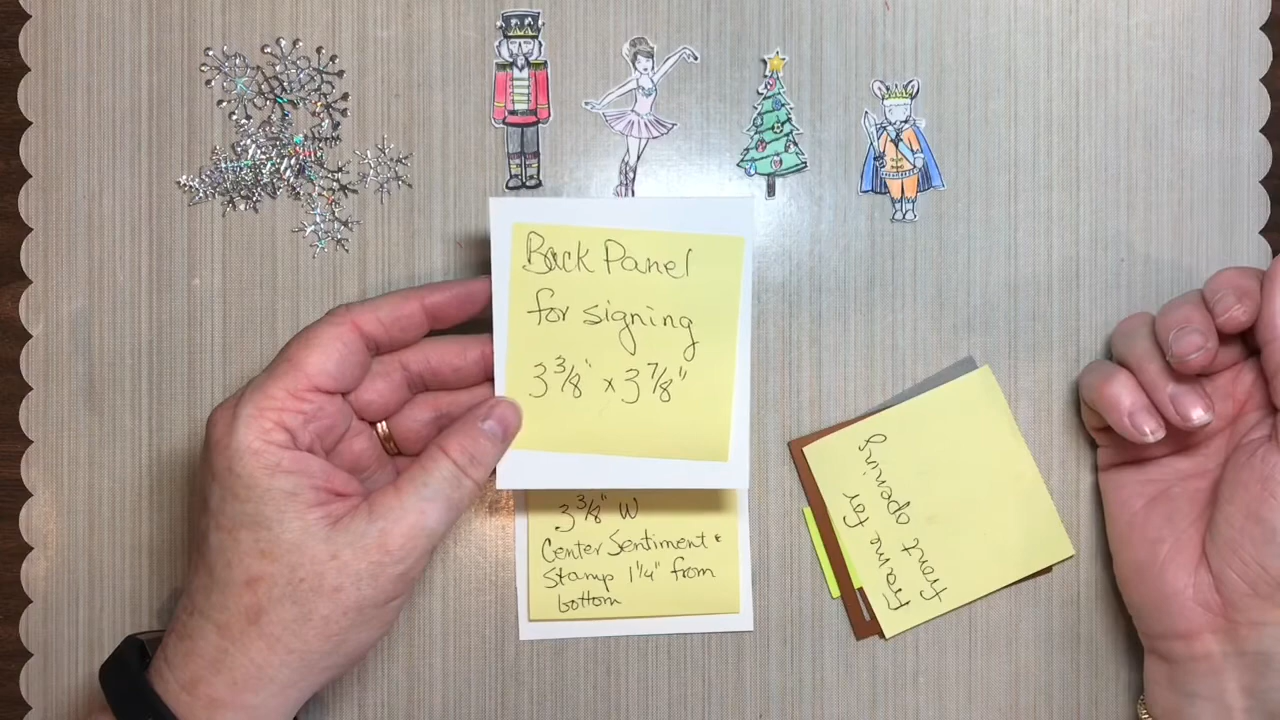 Back Panel
for signing
3 3/8" x 3 7/8"
3 3/8" W
Center Sentiment &
Stamp 1 1/4" from
bottom
Frame for
front opening